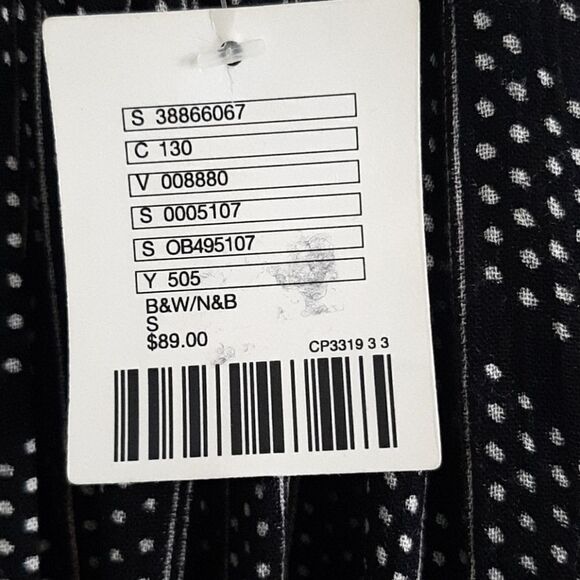 S 38866067
C 130
V 008880
S 0005107
S OB495107
Y 505
B&W/N&B
S
$89.00
CP3319 3 3